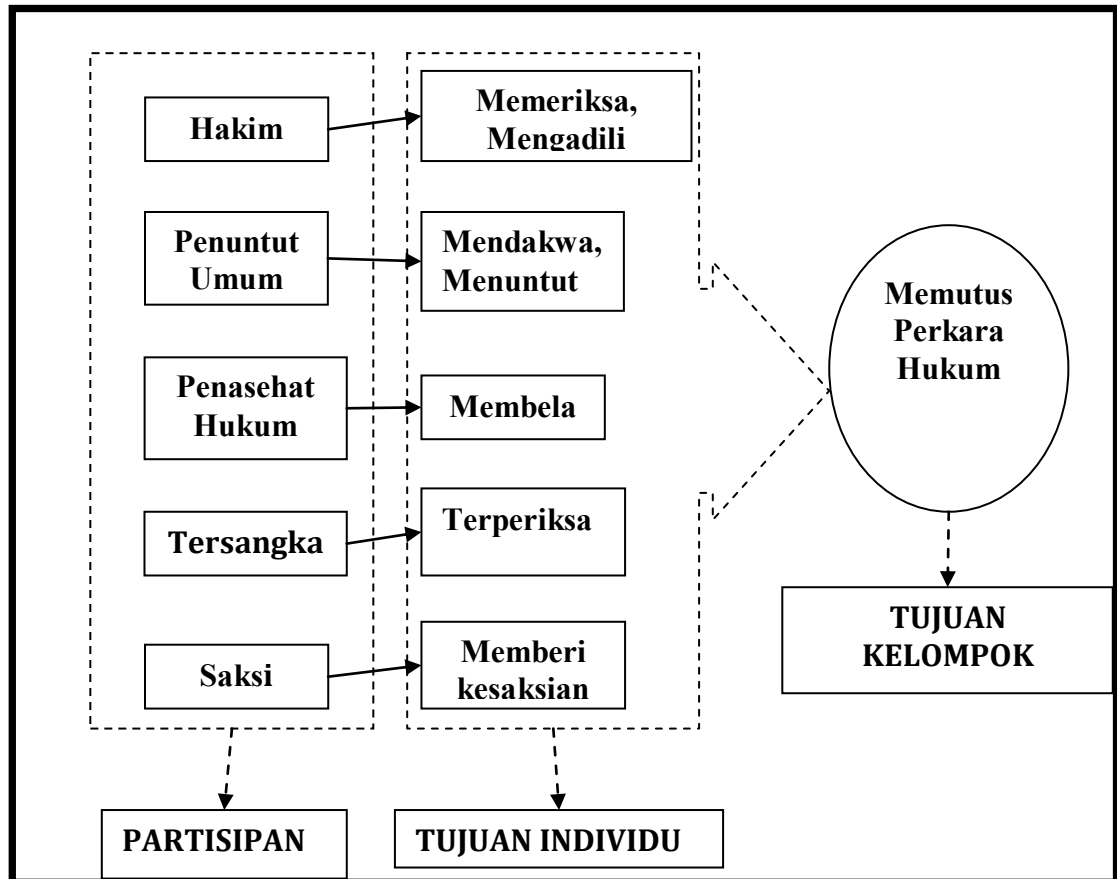 Hakim
Memeriksa,
Mengadili
Penuntut
Umum
Mendakwa,
Menuntut
Penasehat
Hukum
Membela
Tersangka
Terperiksa
Saksi
Memberi
kesaksian
Memutus
Perkara
Hukum
TUJUAN
KELOMPOK
PARTISIPAN
TUJUAN INDIVIDU